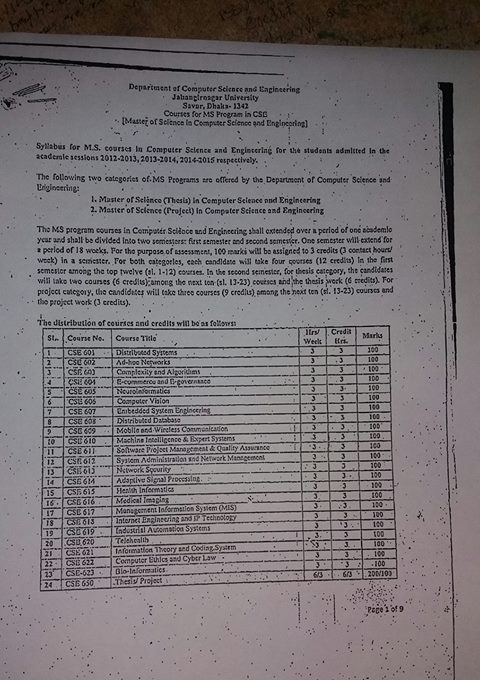 Department of Computer Science and Engineering
Jahangirnagar University
Savar, Dhaka- 1342
Courses for MS Program in CSE
[Master of Science in Computer Science and Engineering]
Syllabus for M.S. courses in Computer Science and Engineering for the students admitted in the
academic sessions 2012-2013, 2013-2014, 2014-2015 respectively.
The following two categories of MS Programs are offered by the Department of Computer Science and
Engineering:
1. Master of Science (Thesis) in Computer Science and Engineering
2. Master of Science (Project) in Computer Science and Engineering
The MS program courses in Computer Science and Engineering shall extended over a period of one academic
year and shall be divided into two semesters: first semester and second semester. One semester will extend for
a period of 18 weeks. For the purpose of assessment, 100 marks will be assigned to 3 credits (3 contact hours/
week) in a semester. For both categories, each candidate will take four courses (12 credits) in the first
semester among the top twelve (sl. 1-12) courses. In the second semester, for thesis category, the candidates
will take two courses (6 credits) among the next ten (sl. 13-23) courses and the thesis work (6 credits). For
project category, the candidates will take three courses (9 credits) among the next ten (sl. 13-23) courses and
the project work (3 credits).
The distribution of courses and credits will be as follows:
SL. Course No. Course Title Hrs/ Week Credit Hrs. Marks
1 CSE 601 Distributed Systems 3 3 100
2 CSE 602 Ad-hoc Networks 3 3 100
3 CSE 603 Complexity and Algorithms 3 3 100
4 CSE 604 E-commerce and E-governance 3 3 100
5 CSE 605 Neuroinformatics 3 3 100
6 CSE 606 Computer Vision 3 3 100
7 CSE 607 Embedded System Engineering 3 3 100
8 CSE 608 Distributed Database 3 3 100
9 CSE 609 Mobile and Wireless Communication 3 3 100
10 CSE 610 Machine Intelligence & Expert Systems 3 3 100
11 CSE 611 Software Project Management & Quality Assurance 3 3 100
12 CSE 612 System Administration and Network Management 3 3 100
13 CSE 613 Network Security 3 3 100
14 CSE 614 Adaptive Signal Processing 3 3 100
15 CSE 615 Health Informatics 3 3 100
16 CSE 616 Medical Imaging 3 3 100
17 CSE 617 Management Information System (MIS) 3 3 100
18 CSE 618 Internet Engineering and IP Technology 3 3 100
19 CSE 619 Industrial Automation Systems 3 3 100
20 CSE 620 Telehealth 3 3 100
21 CSE 621 Information Theory and Coding System 3 3 100
22 CSE 622 Computer Ethics and Cyber Law 3 3 100
23 CSE-623 Bio-Informatics 3 3 100
24 CSE 650 Thesis/ Project 6/3 6/3 200/100
Page 1 of 9